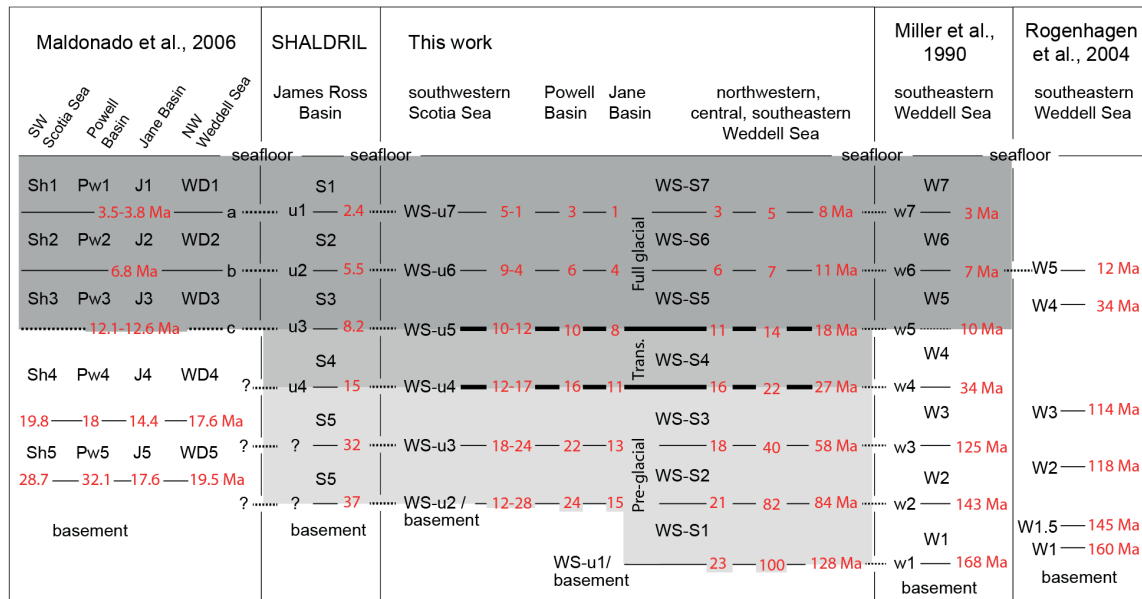 Maldonado et al., 2006 SHALDRIL This work Miller et al., 1990 Rogenhagen et al., 2004
James Ross Basin southwestern Scotia Sea Powell Basin Jane Basin northwestern, central, southeastern Weddell Sea southeastern Weddell Sea southeastern Weddell Sea
SW Scotia Sea Powell Basin Jane Basin NW Weddell Sea
seafloor seafloor seafloor seafloor
Sh1 Pw1 J1 WD1 S1 WS-S7 W7
3.5-3.8 Ma a u1 2.4 WS-u7 5-1 3 1 3 5 8 Ma w7 3 Ma
Sh2 Pw2 J2 WD2 S2 WS-S6 W6
6.8 Ma b u2 5.5 WS-u6 9-4 6 4 6 7 11 Ma w6 7 Ma W5 12 Ma
Full glacial
Sh3 Pw3 J3 WD3 S3 WS-S5 W5 W4 34 Ma
12.1-12.6 Ma c u3 8.2 WS-u5 10-12 10 8 11 14 18 Ma w5 10 Ma
Trans.
S4 WS-S4 W4
Sh4 Pw4 J4 WD4
? u4 15 WS-u4 12-17 16 11 16 22 27 Ma w4 34 Ma
S5 WS-S3 W3 W3 114 Ma
19.8 18 14.4 17.6 Ma
? ? 32 WS-u3 18-24 22 13 18 40 58 Ma w3 125 Ma
Sh5 Pw5 J5 WD5
Pre-glacial
W2 118 Ma
28.7 32.1 17.6 19.5 Ma S5 WS-S2 W2
? ? 37 WS-u2 / basement 12-28 24 15 21 82 84 Ma w2 143 Ma
basement basement WS-S1 W1 W1.5 145 Ma
W1 160 Ma
WS-u1/ basement 23 100 128 Ma w1 168 Ma
basement basement